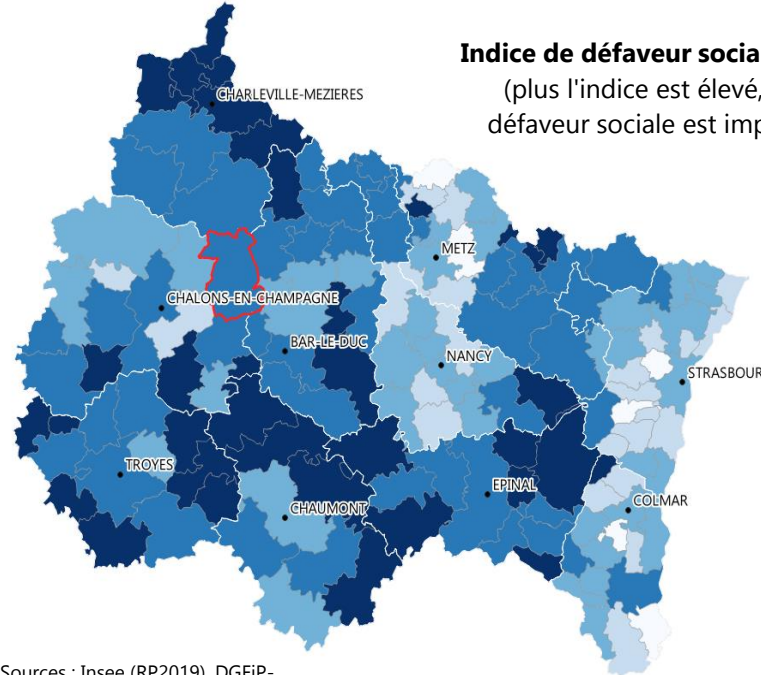 Indice de défaveur socia
(plus l'indice est élevé,
défaveur sociale est imp
CHARLEVILLE-MEZIERES
METZ
CHALONS-EN-CHAMPAGNE
BAR-LE-DUC
NANCY
STRASBOUR
TROYES
EPINAL
CHAUMONT
COLMAR
Sources : Insee (RP2019), DGFiP-